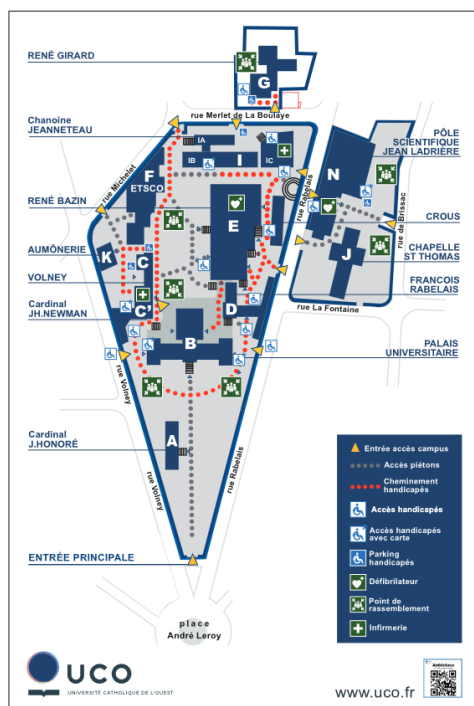 RENÉ GIRARD
G
rue Merlet de La Boulaye
Chanoine
JEANNETEAU
IA
IB
I
IC
PÔLE
SCIENTIFIQUE
JEAN LADRIÈRE
rue Michelet
F
ETSCO
N
rue Rabelais
RENÉ BAZIN
E
rue de Brissac
CROUS
AUMÔNERIE
K
C
J
CHAPELLE
ST THOMAS
VOLNEY
C'
D
FRANCOIS
RABELAIS
Cardinal
JH.NEWMAN
rue La Fontaine
B
PALAIS
UNIVERSITAIRE
rue Volney
Cardinal
J.HONORÉ
A
rue Volney
rue Rabelais
ENTRÉE PRINCIPALE
place
André Leroy
Entrée accès campus
Accès piétons
Cheminement
handicapés
Accès handicapés
Accès handicapés
avec carte
Parking
handicapés
Défibrilateur
Point de
rassemblement
Infirmerie
UCO
UNIVERSITÉ CATHOLIQUE DE L'OUEST
www.uco.fr